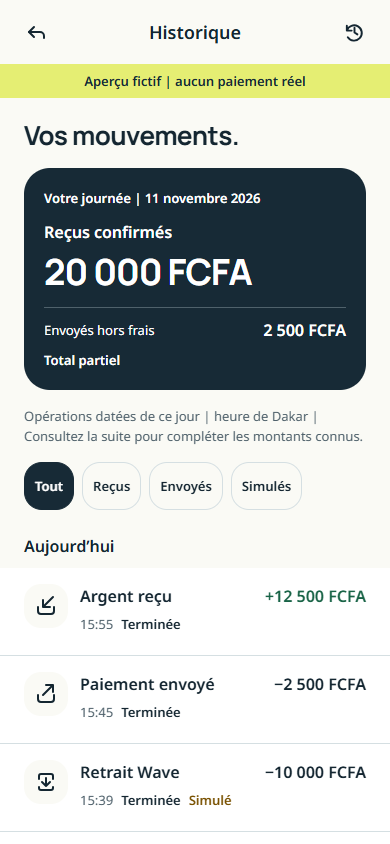 Historique
Aperçu fictif | aucun paiement réel
Vos mouvements.
Votre journée | 11 novembre 2026
Reçus confirmés
20 000 FCFA
Envoyés hors frais 2 500 FCFA
Total partiel
Opérations datées de ce jour | heure de Dakar |
Consultez la suite pour compléter les montants connus.
Tout Reçus Envoyés Simulés
Aujourd’hui
Argent reçu +12 500 FCFA
15:55 Terminée
Paiement envoyé −2 500 FCFA
15:45 Terminée
Retrait Wave −10 000 FCFA
15:39 Terminée Simulé